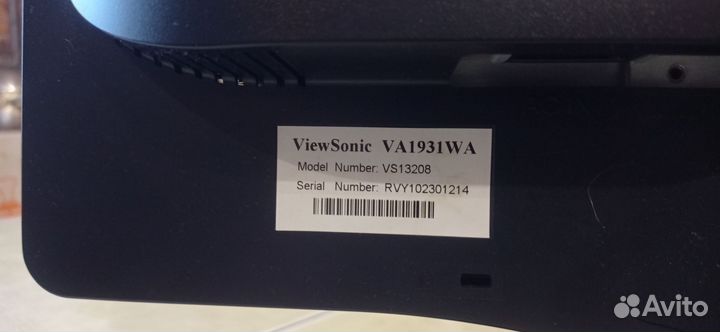 ViewSonic VA1931WA
Model Number: VS13208
Serial Number: RVY102301214
Avito